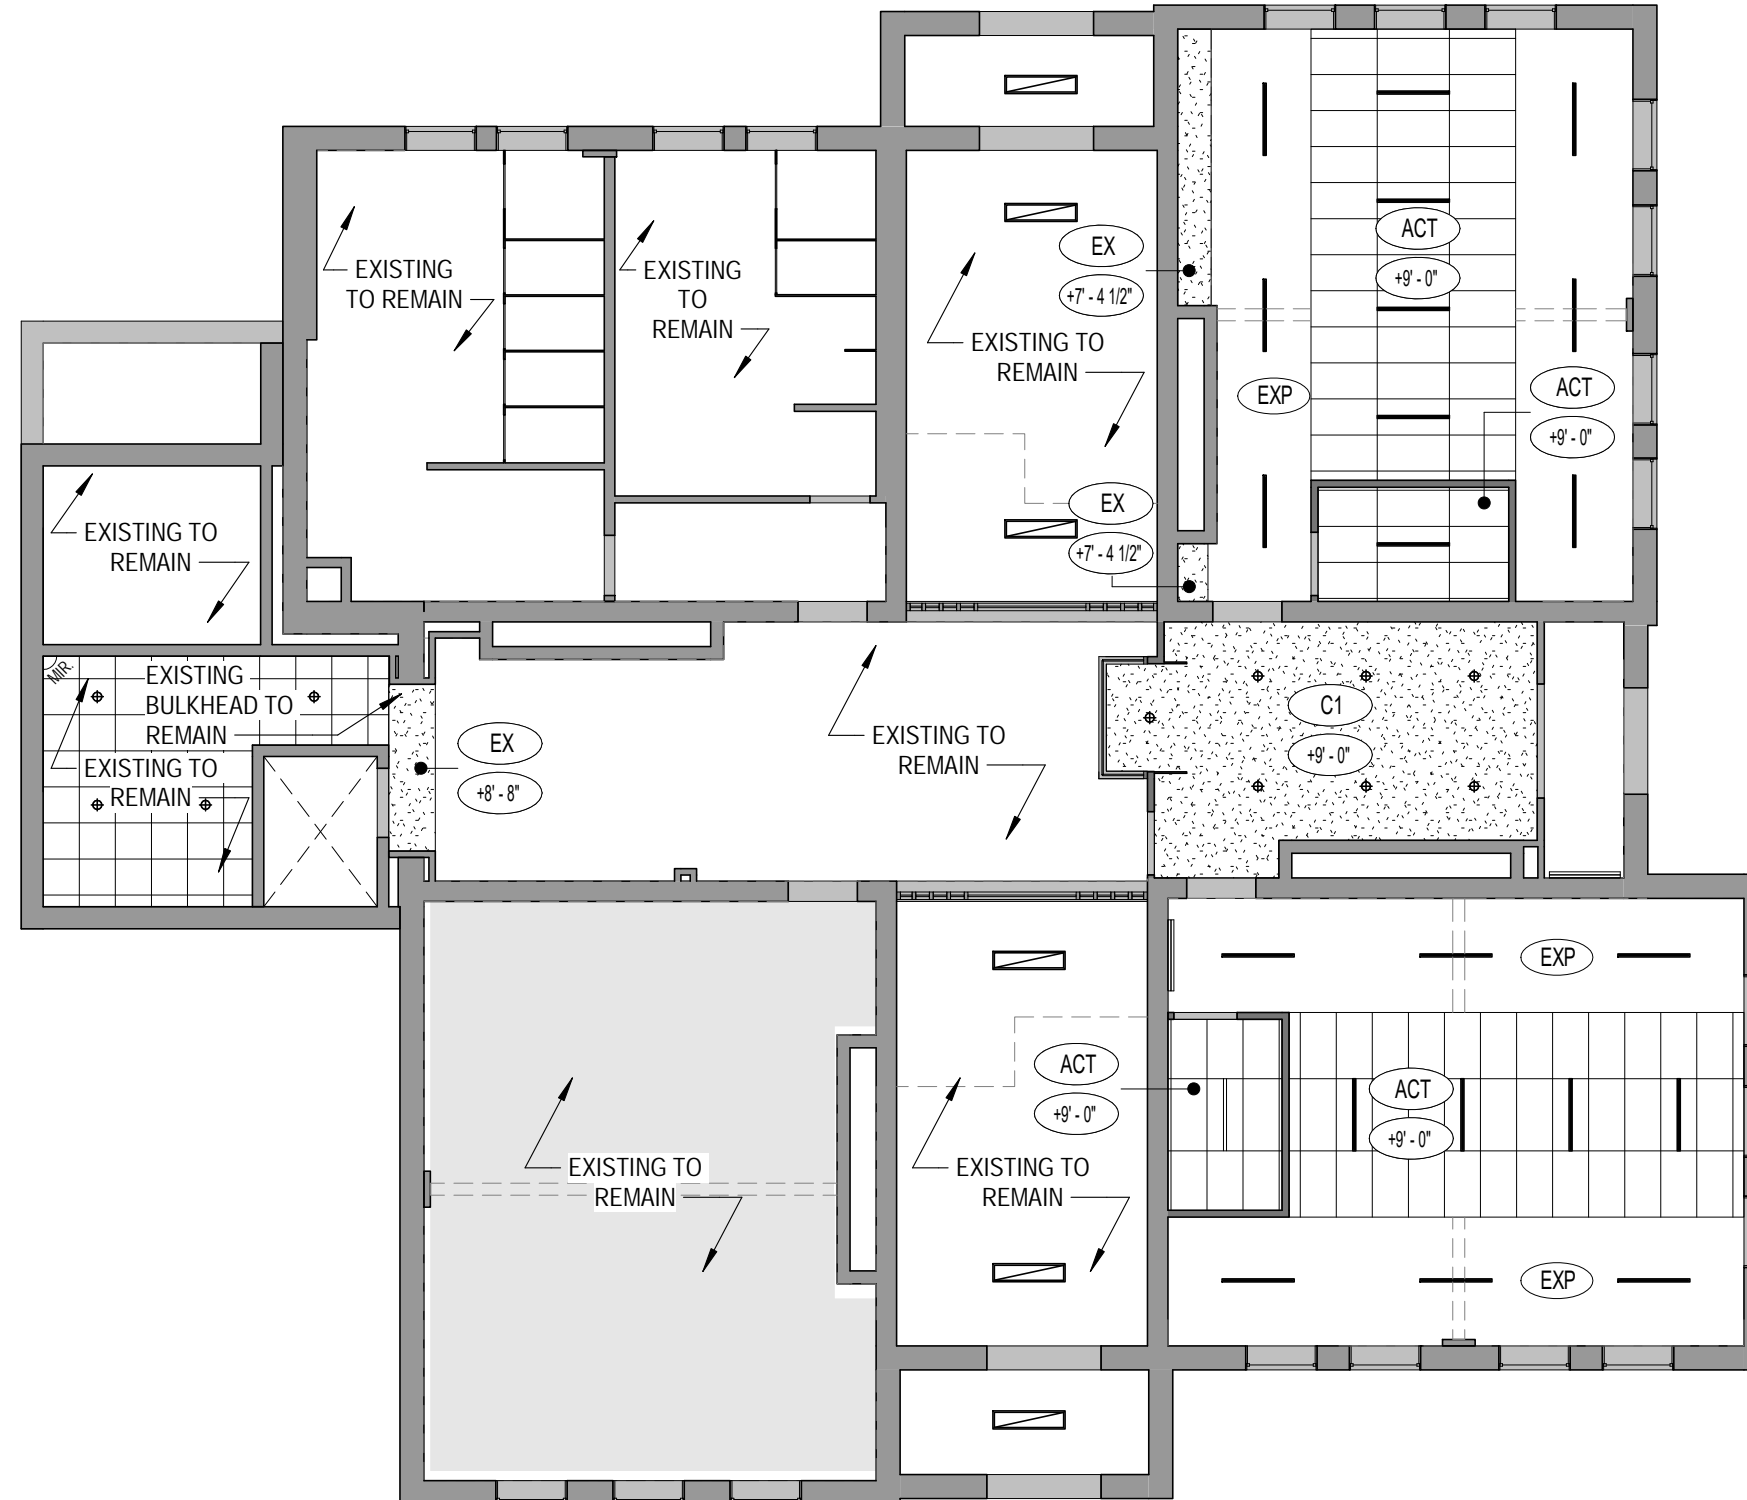 ACT
+9' - 0"
EX
+7' - 4 1/2"
EXISTING
TO REMAIN
EXISTING
TO
REMAIN
EXISTING TO
REMAIN
EXP
ACT
+9' - 0"
EX
+7' - 4 1/2"
EXISTING TO
REMAIN
MIR.
EXISTING
BULKHEAD TO
REMAIN
EXISTING TO
REMAIN
EX
+8' - 8"
EXISTING TO
REMAIN
C1
+9' - 0"
EXP
ACT
+9' - 0"
ACT
+9' - 0"
EXISTING TO
REMAIN
EXISTING TO
REMAIN
EXP